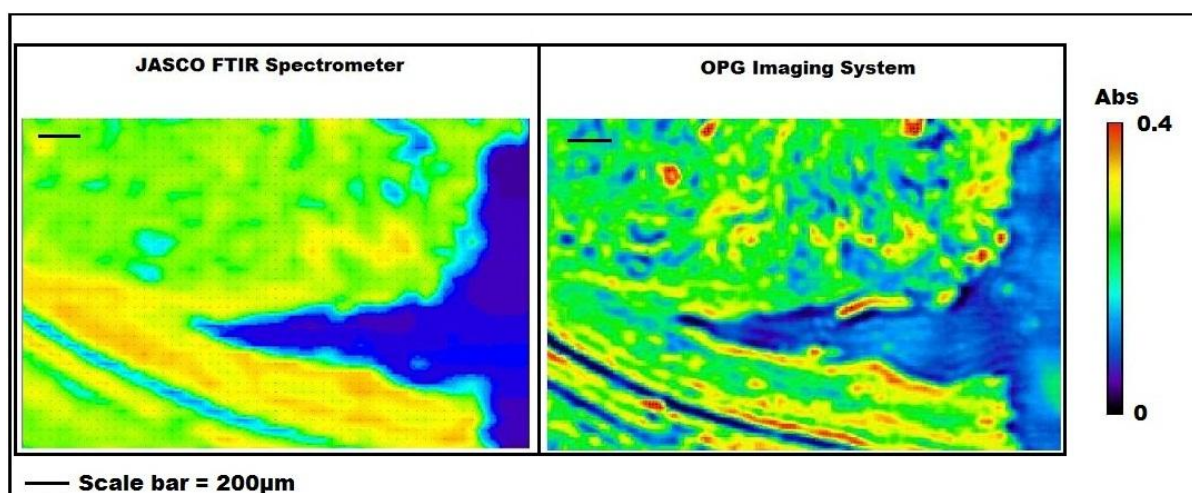 JASCO FTIR Spectrometer
OPG Imaging System
Abs
0.4
0
Scale bar = 200µm